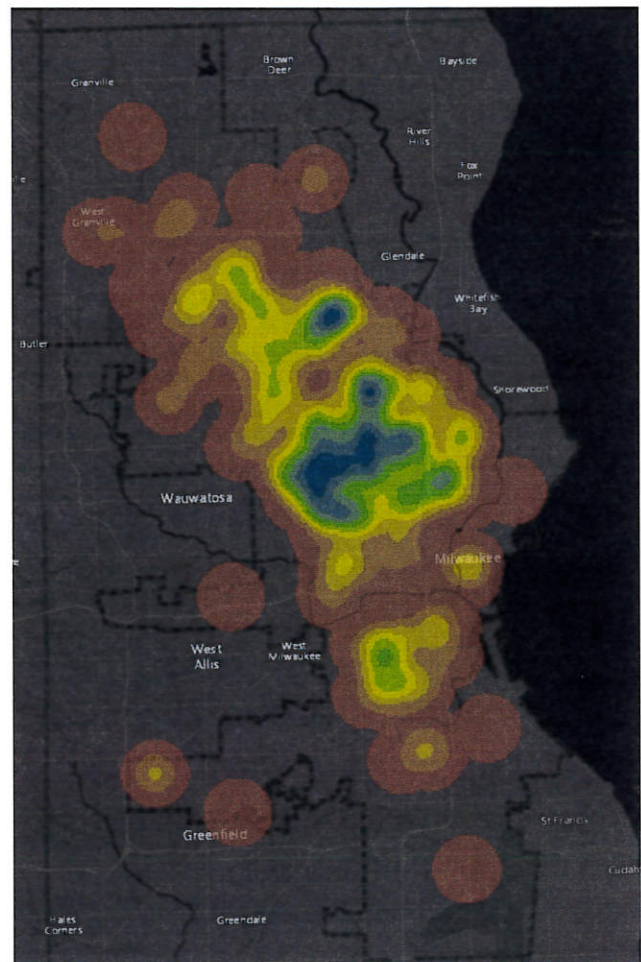 Brown
Deer
Bayside
Granville
River
Hills
Fox
Point
West
Granville
Glendale
Whitefish
Bay
Butler
Shorewood
Wauwatosa
Milwaukee
West
Allis
West
Milwaukee
St Francis
Greenfield
Cudah
Hales
Corners
Greendale